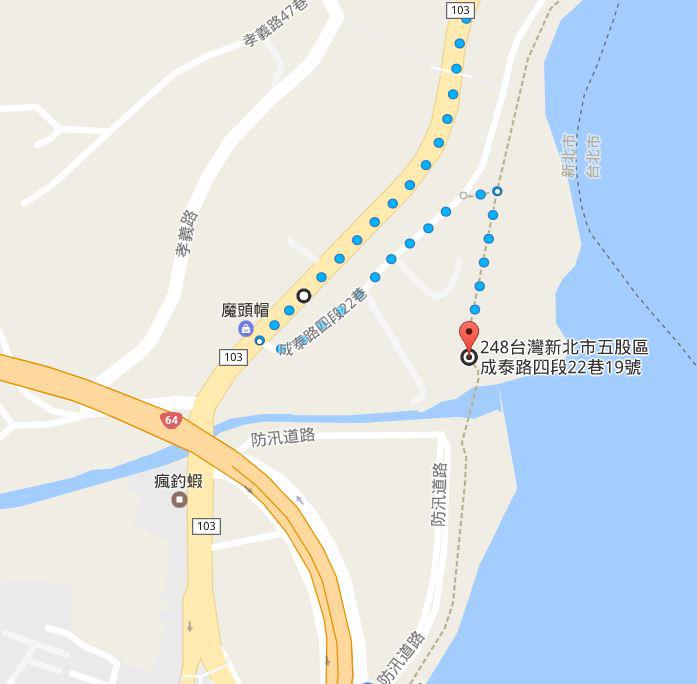 孝義路47巷
103
新北市
台北市
孝義路
魔頭帽
成泰路四段22巷
103
248台灣新北市五股區
成泰路四段22巷19號
64
防汛道路
瘋釣蝦
防汛道路
103
防汛道路